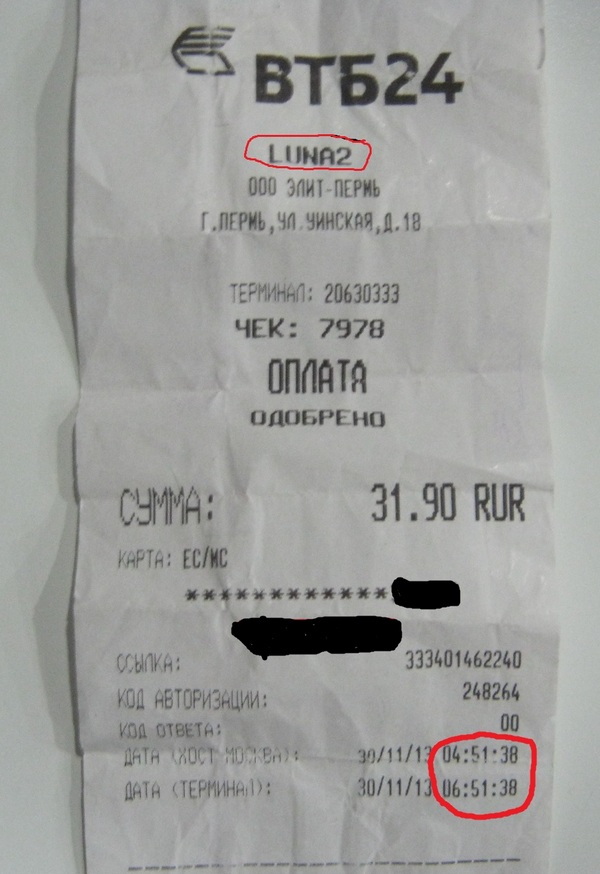 ВТБ24
LUNA2
ООО ЭЛИТ-ПЕРМЬ
Г.ПЕРМЬ,УЛ.УИНСКАЯ,Д.18
ТЕРМИНАЛ: 20630333
ЧЕК: 7978
ОПЛАТА
ОДОБРЕНО
СУММА: 31.90 RUR
КАРТА: EC/MC
************
ССЫЛКА: 333401462240
КОД АВТОРИЗАЦИИ: 248264
КОД ОТВЕТА: 00
ДАТА (ХОСТ МОСКВА): 30/11/13 04:51:38
ДАТА (ТЕРМИНАЛ): 30/11/13 06:51:38